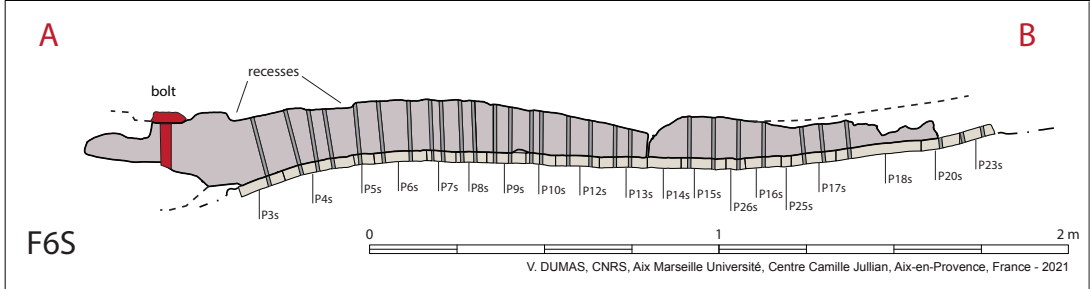 A
B
recesses
bolt
P3s
P4s
P5s
P6s
P7s
P8s
P9s
P10s
P12s
P13s
P14s
P15s
P26s
P16s
P25s
P17s
P18s
P20s
P23s
F6S
0
1
2 m
V. DUMAS, CNRS, Aix Marseille Université, Centre Camille Jullian, Aix-en-Provence, France - 2021